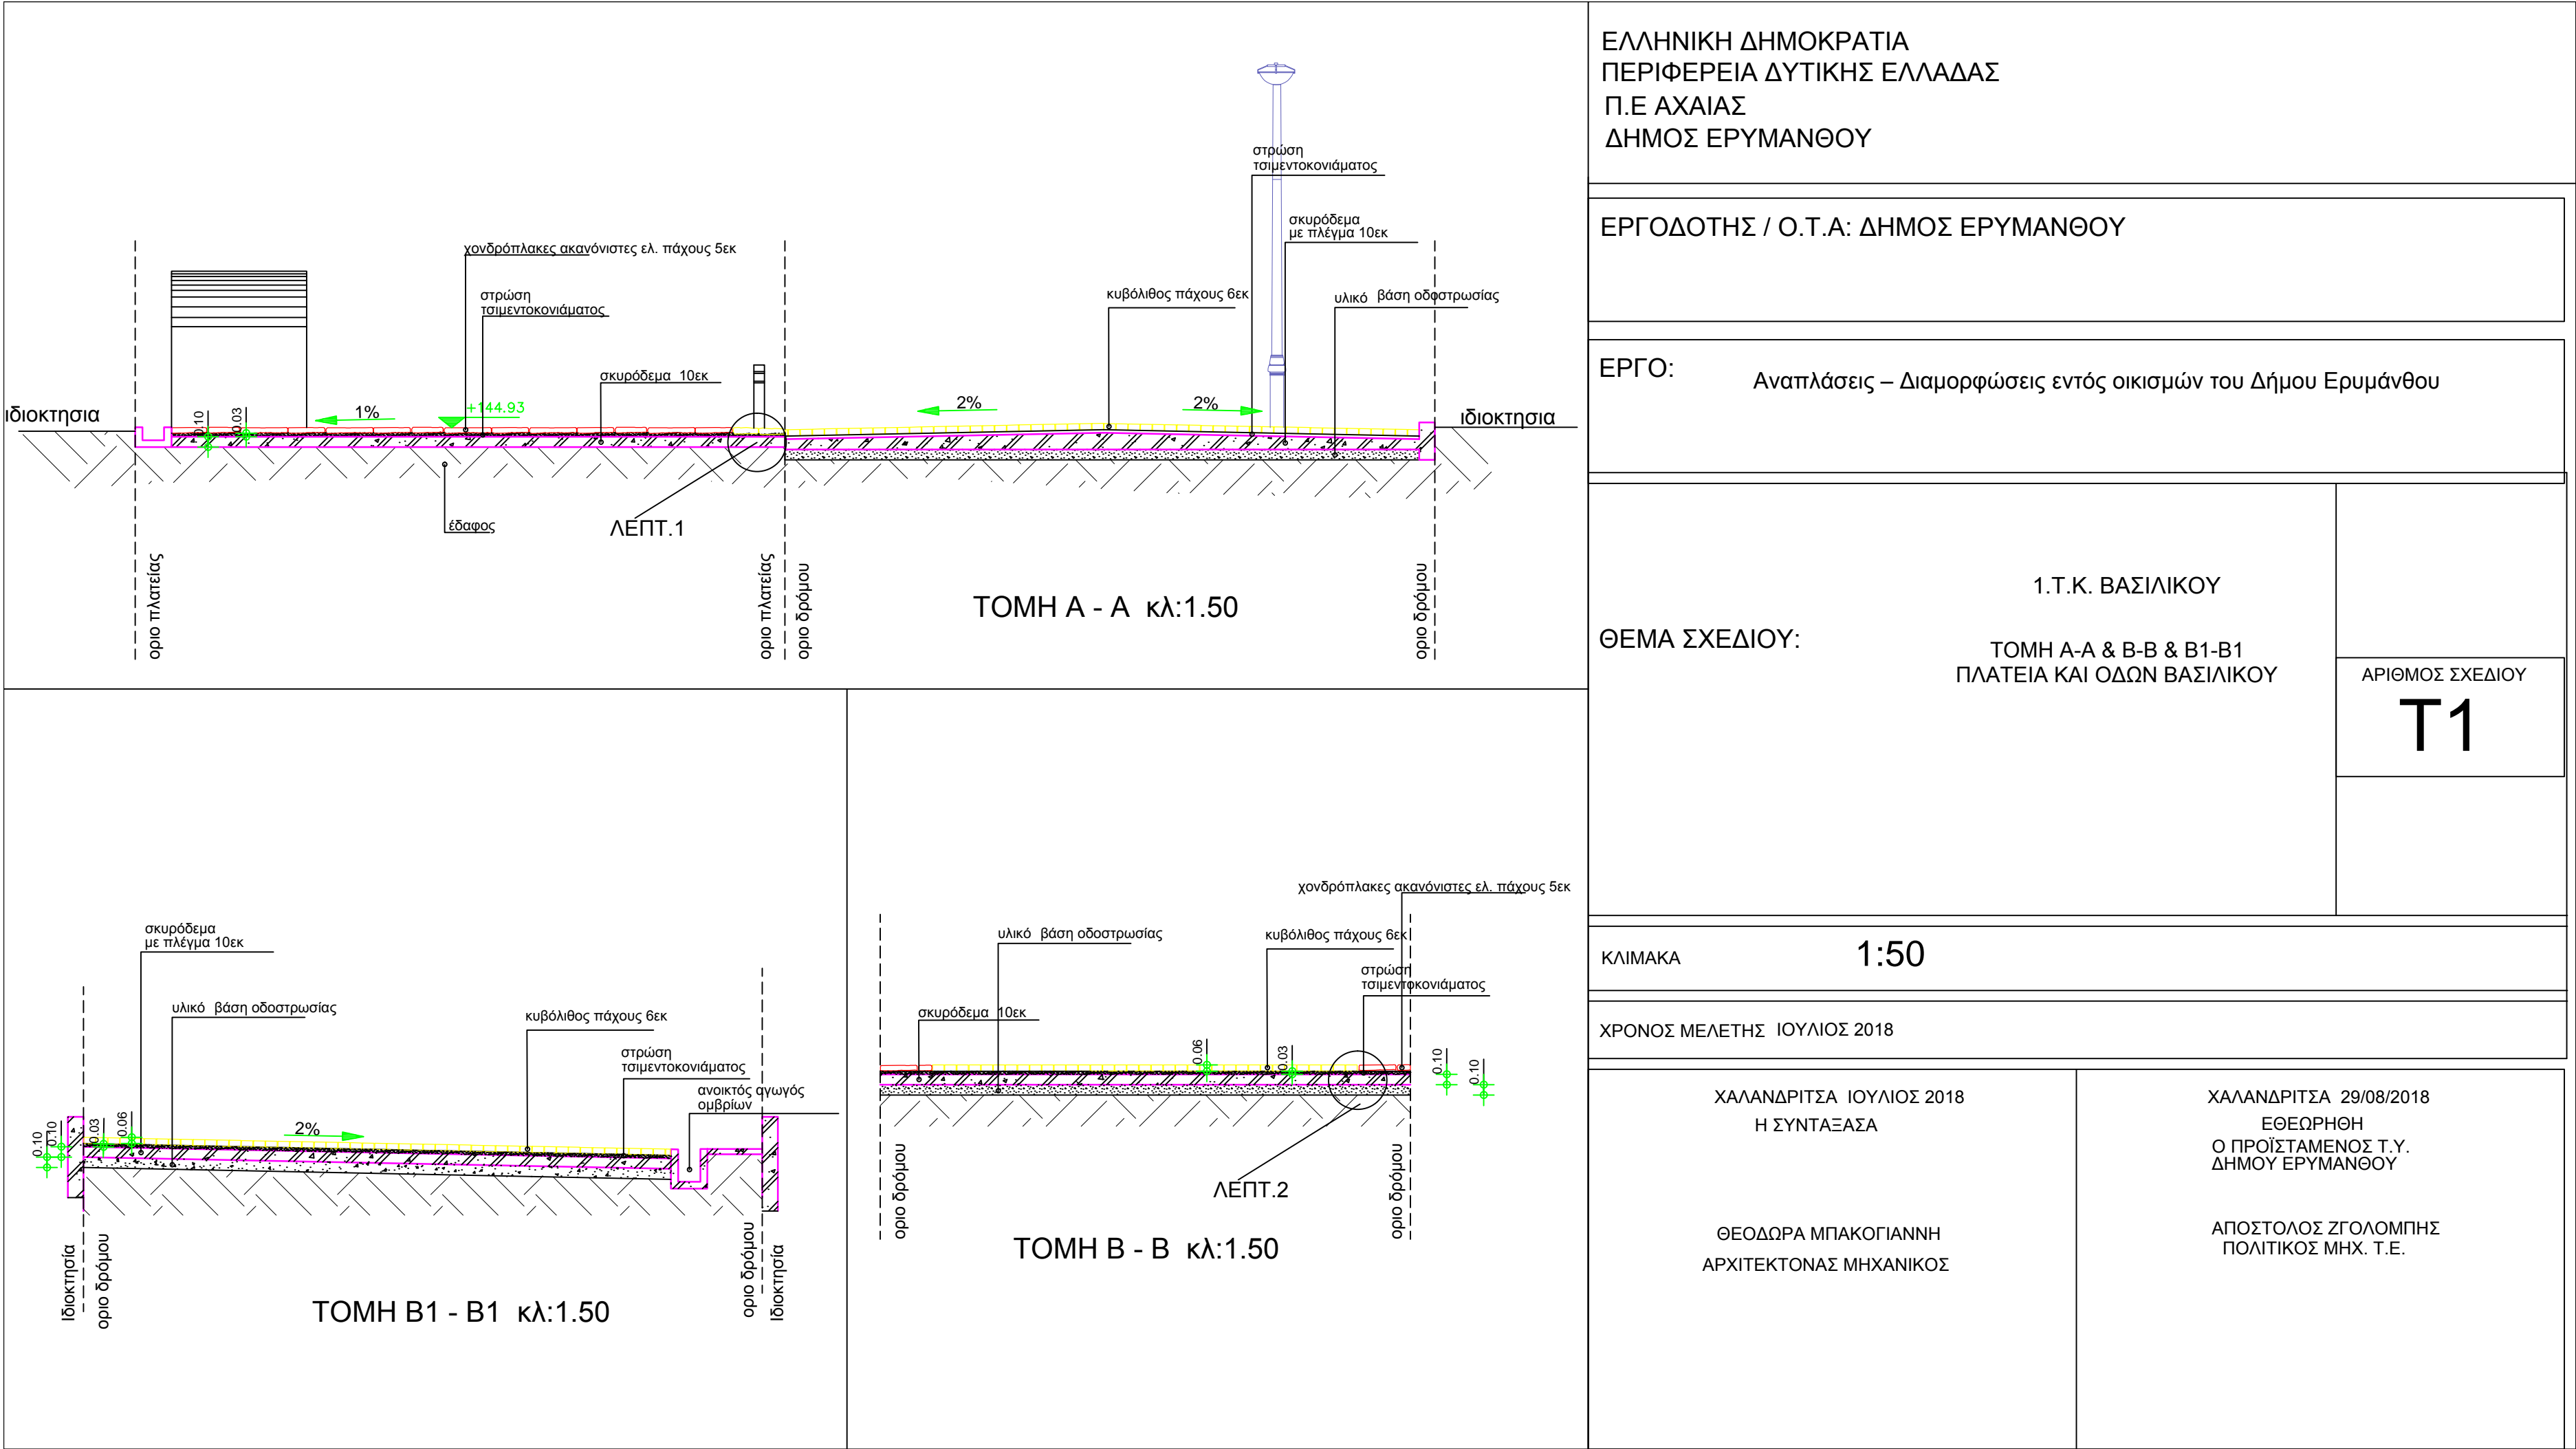 στρώση
τσιμεντοκονιάματος
σκυρόδεμα
με πλέγμα 10εκ
χονδρόπλακες ακανόνιστες ελ. πάχους 5εκ
στρώση
τσιμεντοκονιάματος
κυβόλιθος πάχους 6εκ
υλικό βάση οδοστρωσίας
σκυρόδεμα 10εκ
ιδιοκτησια
0.10
0.03
1%
+144.93
2%
2%
ιδιοκτησια
έδαφος
ΛΕΠΤ.1
οριο πλατείας
οριο πλατείας
οριο δρόμου
οριο δρόμου
ΤΟΜΗ Α - Α κλ:1.50
σκυρόδεμα
με πλέγμα 10εκ
υλικό βάση οδοστρωσίας
κυβόλιθος πάχους 6εκ
στρώση
τσιμεντοκονιάματος
ανοικτός αγωγός
ομβρίων
0.10
0.10
0.03
0.06
2%
Ιδιοκτησία
οριο δρόμου
οριο δρόμου
Ιδιοκτησία
ΤΟΜΗ Β1 - Β1 κλ:1.50
χονδρόπλακες ακανόνιστες ελ. πάχους 5εκ
υλικό βάση οδοστρωσίας
κυβόλιθος πάχους 6εκ
στρώση
τσιμεντοκονιάματος
σκυρόδεμα 10εκ
0.06
0.03
0.10
0.10
οριο δρόμου
οριο δρόμου
ΛΕΠΤ.2
ΤΟΜΗ Β - Β κλ:1.50
ΕΛΛΗΝΙΚΗ ΔΗΜΟΚΡΑΤΙΑ
ΠΕΡΙΦΕΡΕΙΑ ΔΥΤΙΚΗΣ ΕΛΛΑΔΑΣ
Π.Ε ΑΧΑΙΑΣ
ΔΗΜΟΣ ΕΡΥΜΑΝΘΟΥ
ΕΡΓΟΔΟΤΗΣ / Ο.Τ.Α: ΔΗΜΟΣ ΕΡΥΜΑΝΘΟΥ
ΕΡΓΟ:
Αναπλάσεις – Διαμορφώσεις εντός οικισμών του Δήμου Ερυμάνθου
ΘΕΜΑ ΣΧΕΔΙΟΥ:
1.Τ.Κ. ΒΑΣΙΛΙΚΟΥ
ΤΟΜΗ Α-Α & Β-Β & Β1-Β1
ΠΛΑΤΕΙΑ ΚΑΙ ΟΔΩΝ ΒΑΣΙΛΙΚΟΥ
ΑΡΙΘΜΟΣ ΣΧΕΔΙΟΥ
Τ1
ΚΛΙΜΑΚΑ 1:50
ΧΡΟΝΟΣ ΜΕΛΕΤΗΣ ΙΟΥΛΙΟΣ 2018
ΧΑΛΑΝΔΡΙΤΣΑ ΙΟΥΛΙΟΣ 2018
Η ΣΥΝΤΑΞΑΣΑ
ΘΕΟΔΩΡΑ ΜΠΑΚΟΓΙΑΝΝΗ
ΑΡΧΙΤΕΚΤΟΝΑΣ ΜΗΧΑΝΙΚΟΣ
ΧΑΛΑΝΔΡΙΤΣΑ 29/08/2018
ΕΘΕΩΡΗΘΗ
Ο ΠΡΟΪΣΤΑΜΕΝΟΣ Τ.Υ.
ΔΗΜΟΥ ΕΡΥΜΑΝΘΟΥ
ΑΠΟΣΤΟΛΟΣ ΖΓΟΛΟΜΠΗΣ
ΠΟΛΙΤΙΚΟΣ ΜΗΧ. Τ.Ε.